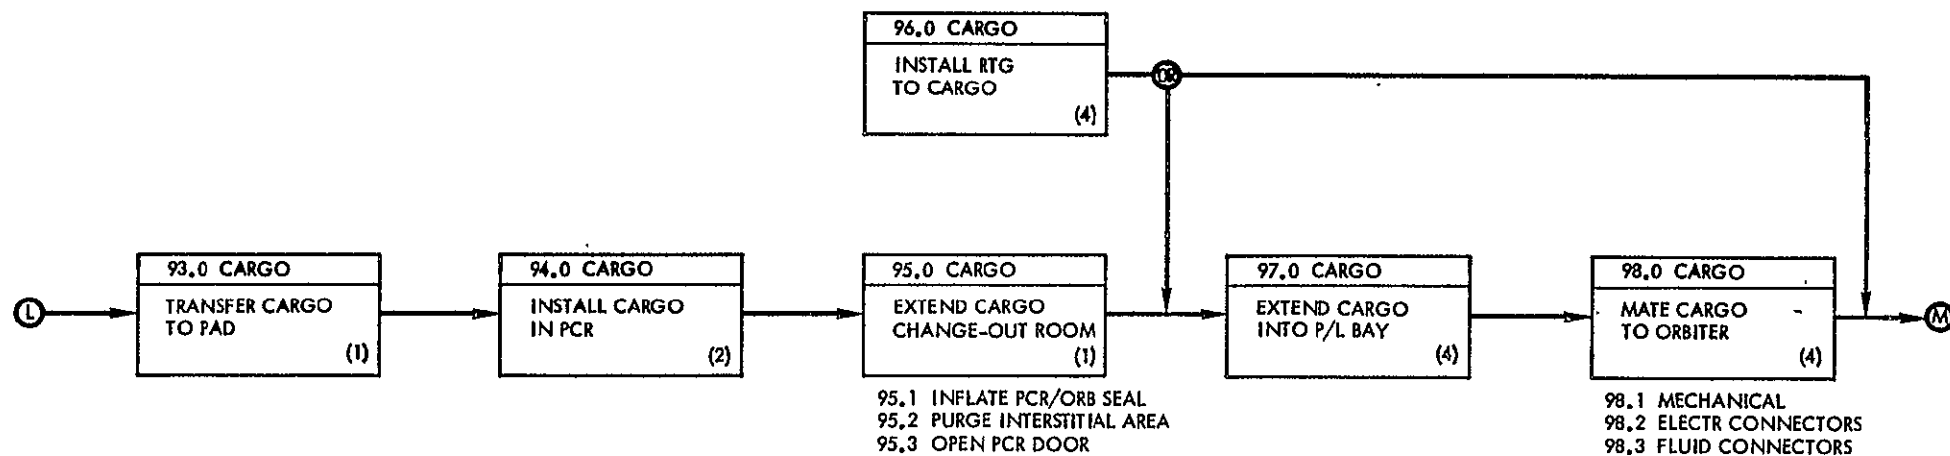 96.0 CARGO
INSTALL RTG
TO CARGO
(4)
OR
93.0 CARGO
TRANSFER CARGO
TO PAD
(1)
94.0 CARGO
INSTALL CARGO
IN PCR
(2)
95.0 CARGO
EXTEND CARGO
CHANGE-OUT ROOM
(1)
97.0 CARGO
EXTEND CARGO
INTO P/L BAY
(4)
98.0 CARGO
MATE CARGO
TO ORBITER
(4)
L
M
95.1 INFLATE PCR/ORB SEAL
95.2 PURGE INTERSTITIAL AREA
95.3 OPEN PCR DOOR
98.1 MECHANICAL
98.2 ELECTR CONNECTORS
98.3 FLUID CONNECTORS